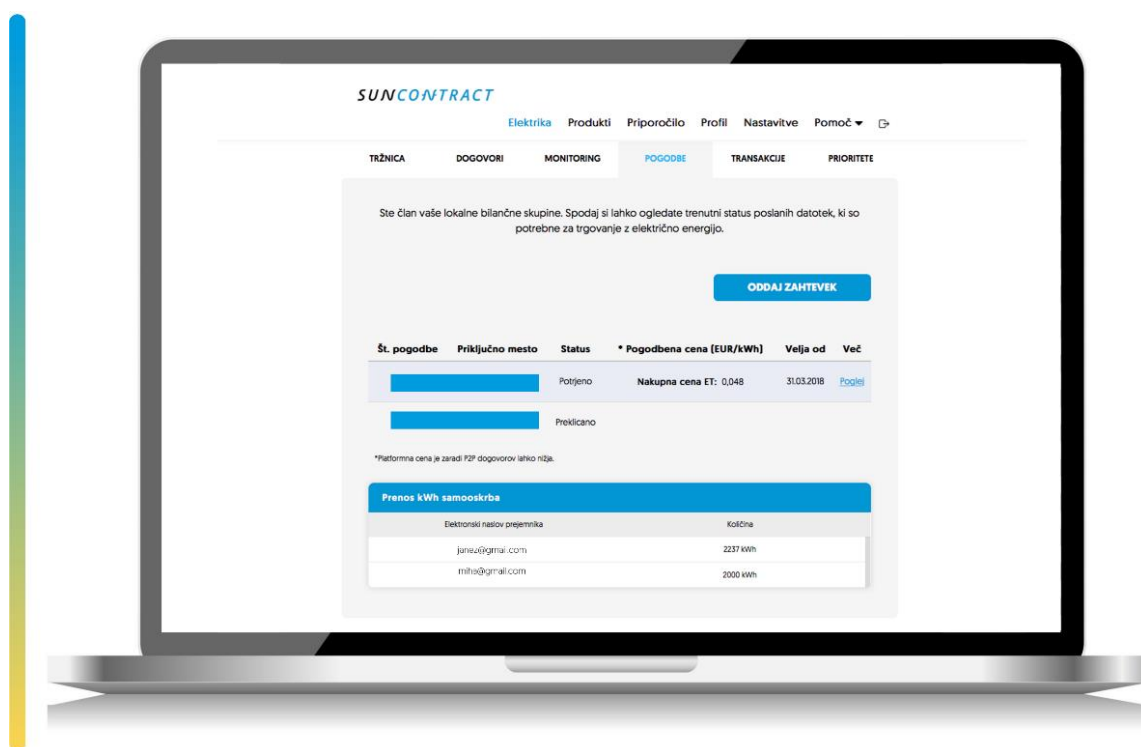 SUNCONTRACT
Elektrika Produkti Priporočilo Profil Nastavitve Pomoč
TRŽNICA DOGOVORI MONITORING POGODBE TRANSAKCIJE PRIORITETE
Ste član vaše lokalne bilančne skupine. Spodaj si lahko ogledate trenutni status poslanih datotek, ki so
potrebne za trgovanje z električno energijo.
ODDAJ ZAHTEVEK
Št. pogodbe Priključno mesto Status * Pogodbena cena (EUR/kWh) Velja od Več
Potrjeno Nakupna cena ET: 0,048 31.03.2018 Poglej
Preklicano
*Platformna cena je zaradi P2P dogovorov lahko nižja.
Prenos kWh samooskrba
Elektronski naslov prejemnika Količina
janez@gmail.com 2237 kWh
miha@gmail.com 2000 kWh